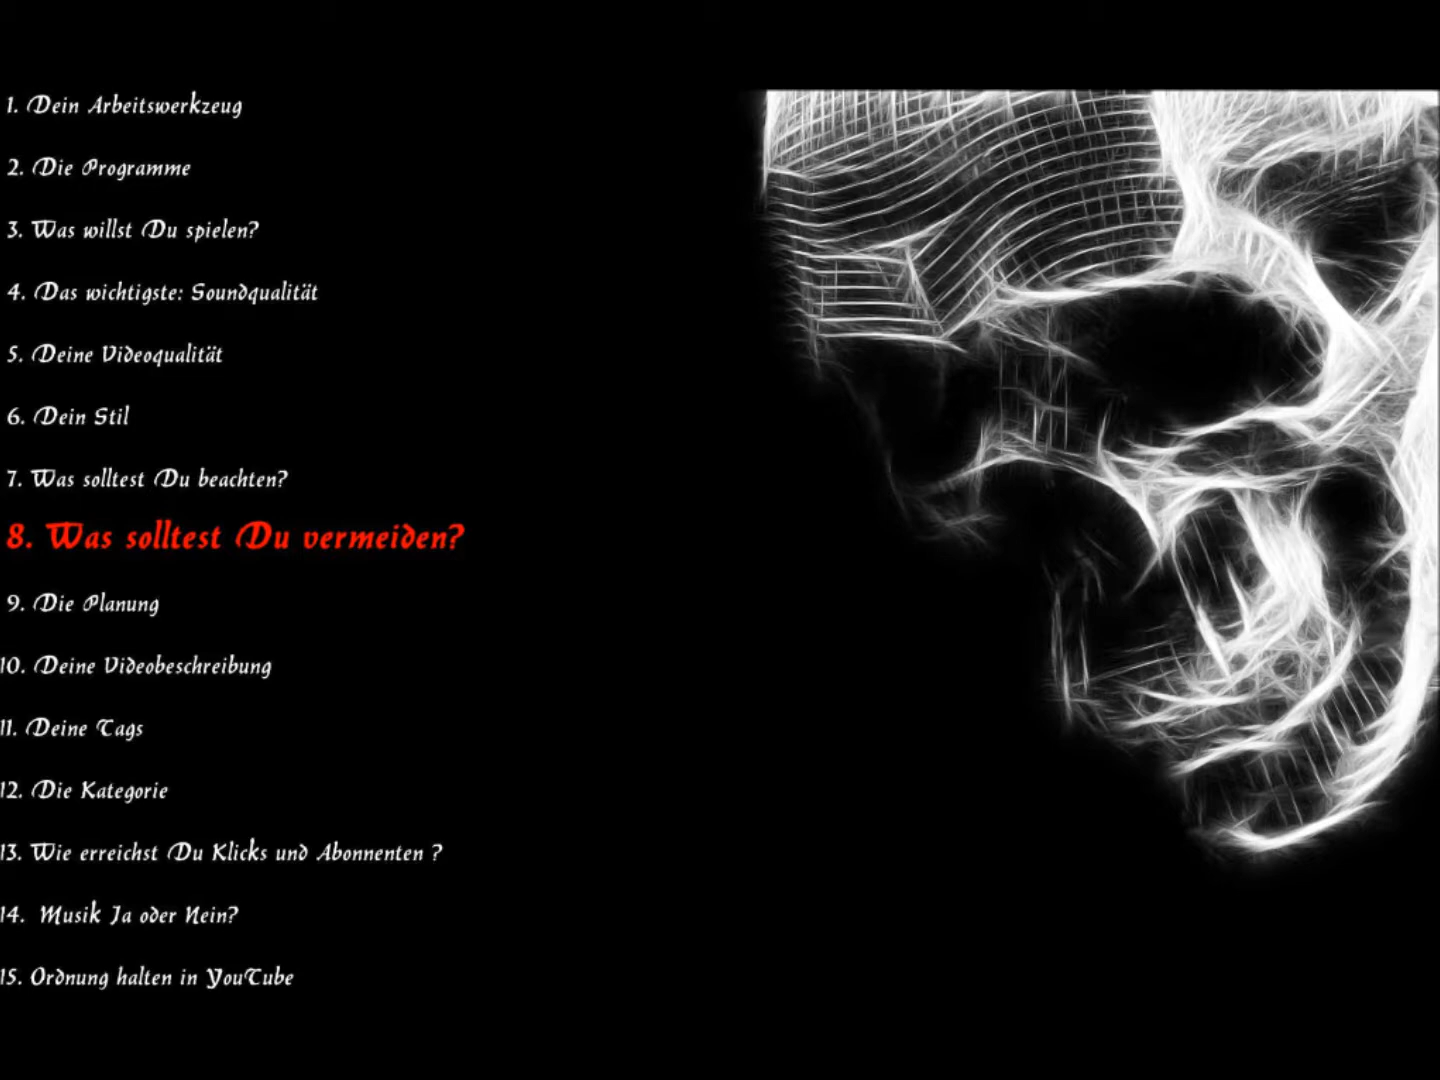 1. Dein Arbeitswerkzeug
2. Die Programme
3. Was willst Du spielen?
4. Das wichtigste: Soundqualität
5. Deine Videoqualität
6. Dein Stil
7. Was solltest Du beachten?
8. Was solltest Du vermeiden?
9. Die Planung
10. Deine Videobeschreibung
11. Deine Tags
12. Die Kategorie
13. Wie erreichst Du Klicks und Abonnenten ?
14. Musik Ja oder Nein?
15. Ordnung halten in YouTube